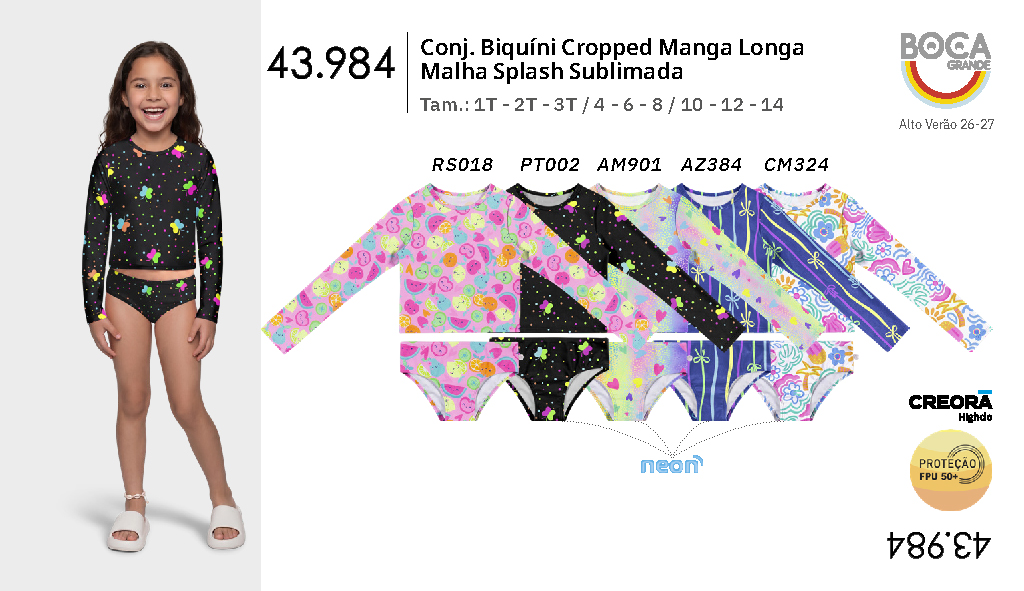 43.984
Conj. Biquíni Cropped Manga Longa
Malha Splash Sublimada
Tam.: 1T - 2T - 3T / 4 - 6 - 8 / 10 - 12 - 14
BOCA
GRANDE
Alto Verão 26-27
RS018 PT002 AM901 AZ384 CM324
neon
CREORA
Highclo
PROTEÇÃO
FPU 50+
43.984